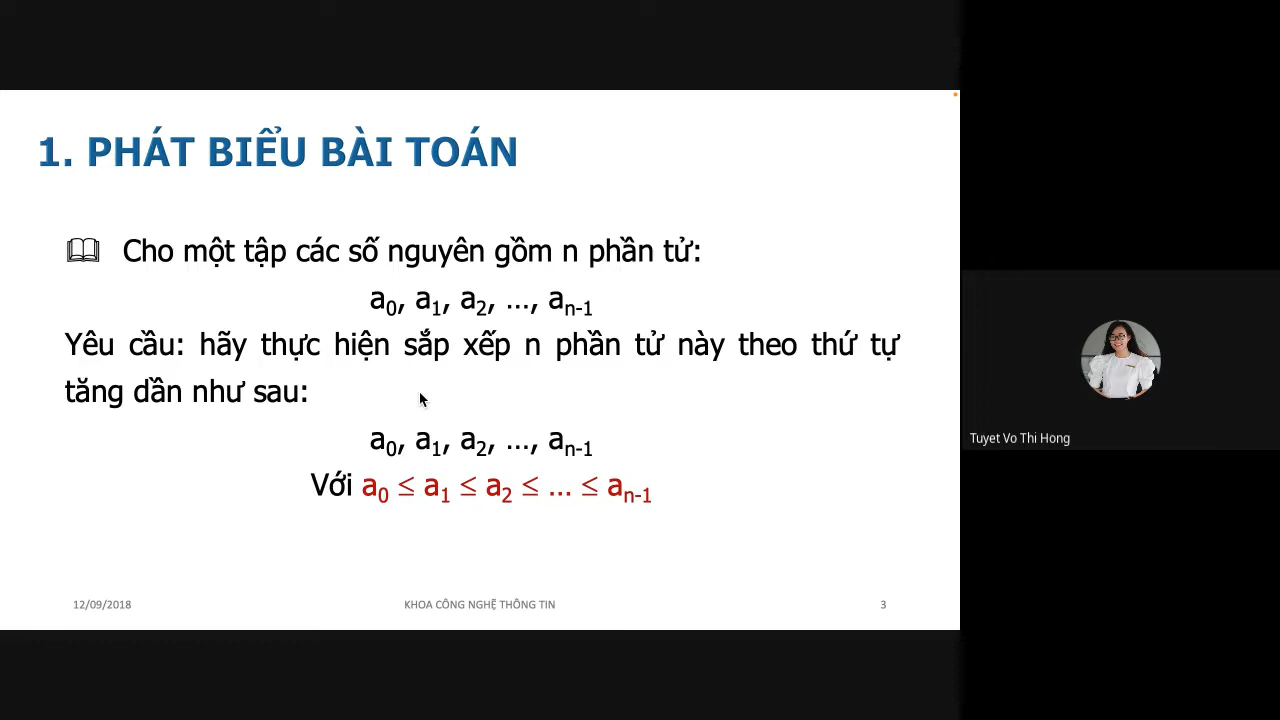 1. PHÁT BIỂU BÀI TOÁN
Cho một tập các số nguyên gồm n phần tử:
a0, a1, a2, ..., an-1
Yêu cầu: hãy thực hiện sắp xếp n phần tử này theo thứ tự
tăng dần như sau:
a0, a1, a2, ..., an-1
Với a0 ≤ a1 ≤ a2 ≤ ... ≤ an-1
12/09/2018
KHOA CÔNG NGHỆ THÔNG TIN
3
Tuyet Vo Thi Hong